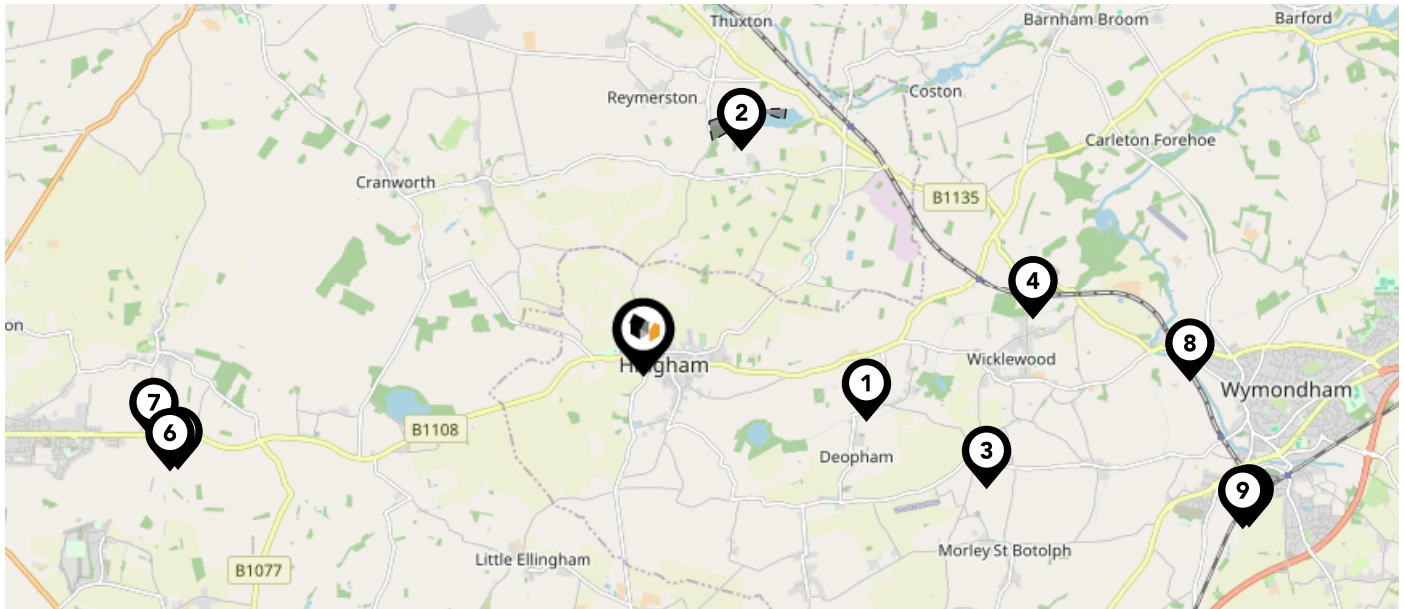 Thuxton
Barnham Broom
Barford
Reymerston
2
Coston
Carleton Forehoe
Cranworth
B1135
4
on
8
Wicklewood
Hingham
1
Wymondham
7
6
B1108
3
Deopham
9
Morley St Botolph
Little Ellingham
B1077